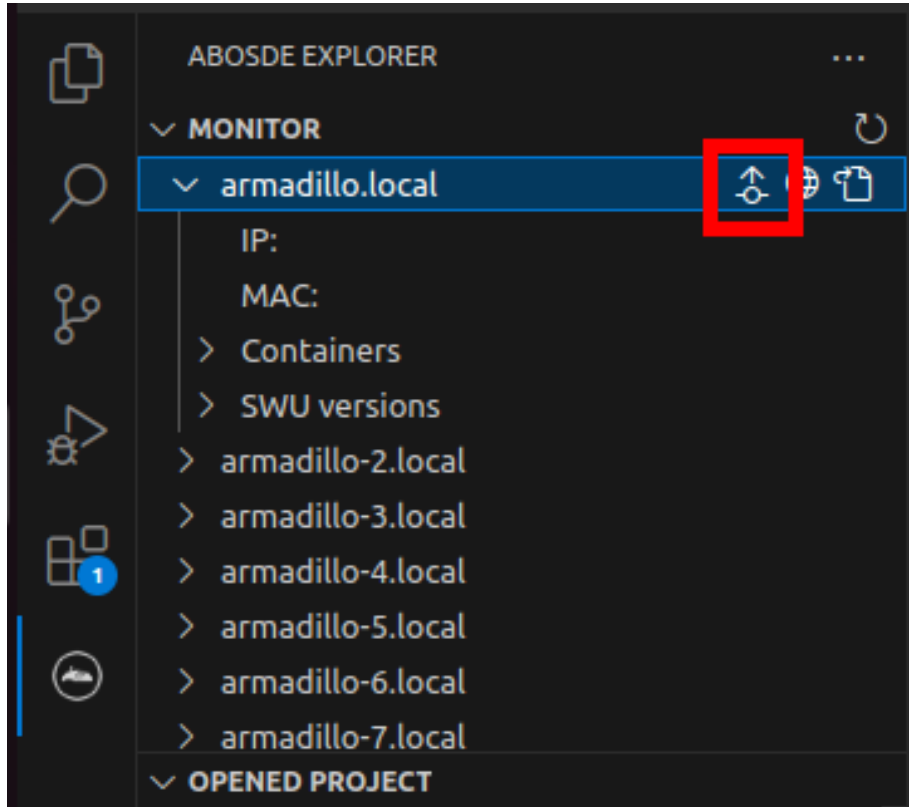 ABOSDE EXPLORER
MONITOR
armadillo.local
IP:
MAC:
Containers
SWU versions
armadillo-2.local
armadillo-3.local
armadillo-4.local
1
armadillo-5.local
armadillo-6.local
armadillo-7.local
OPENED PROJECT